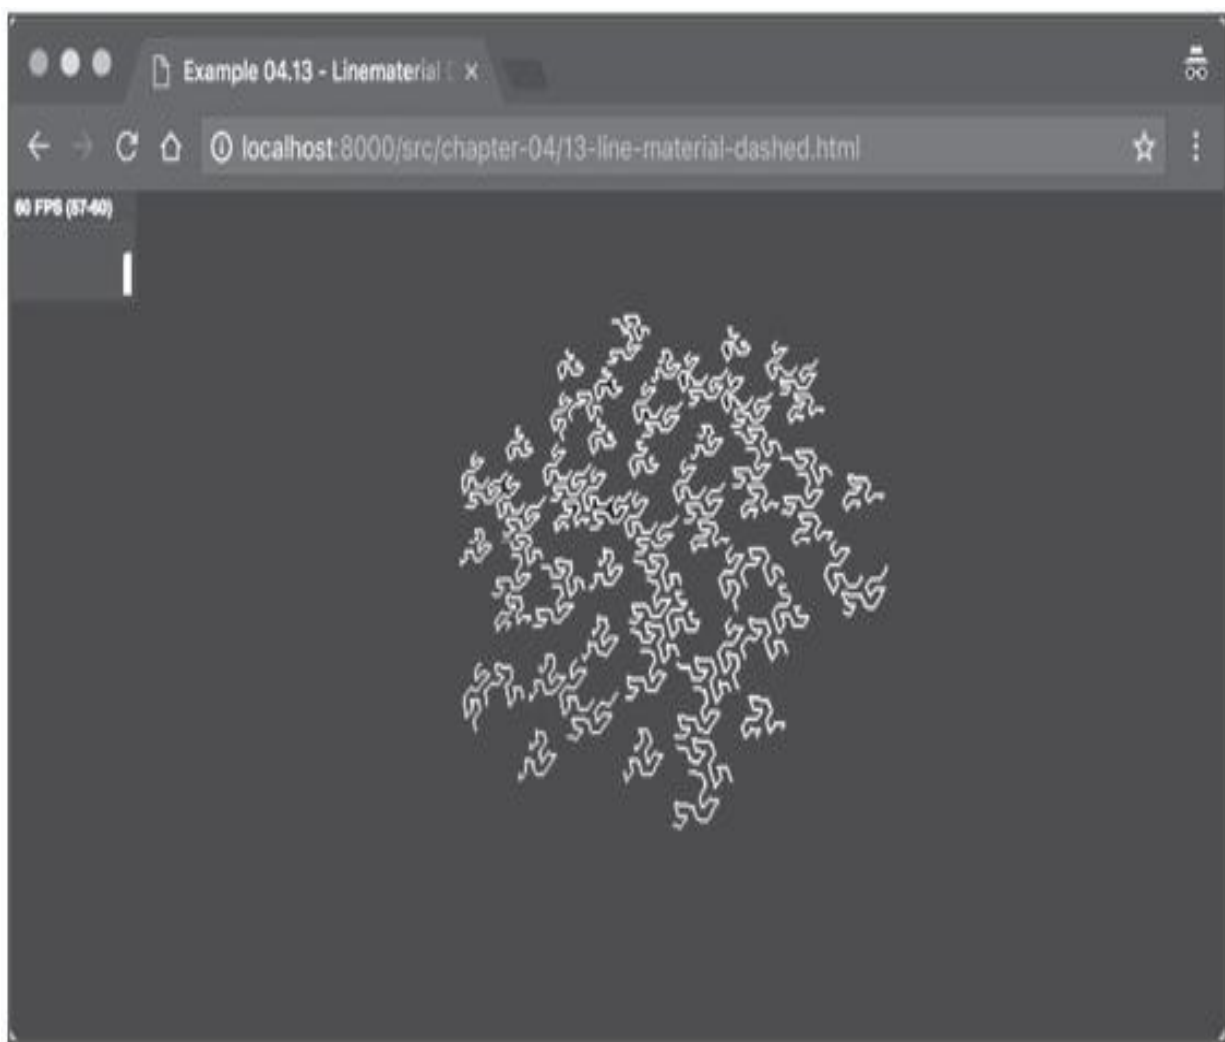 Example 04.13 - Linematerial
localhost:8000/src/chapter-04/13-line-material-dashed.html
60 FPS (57-60)